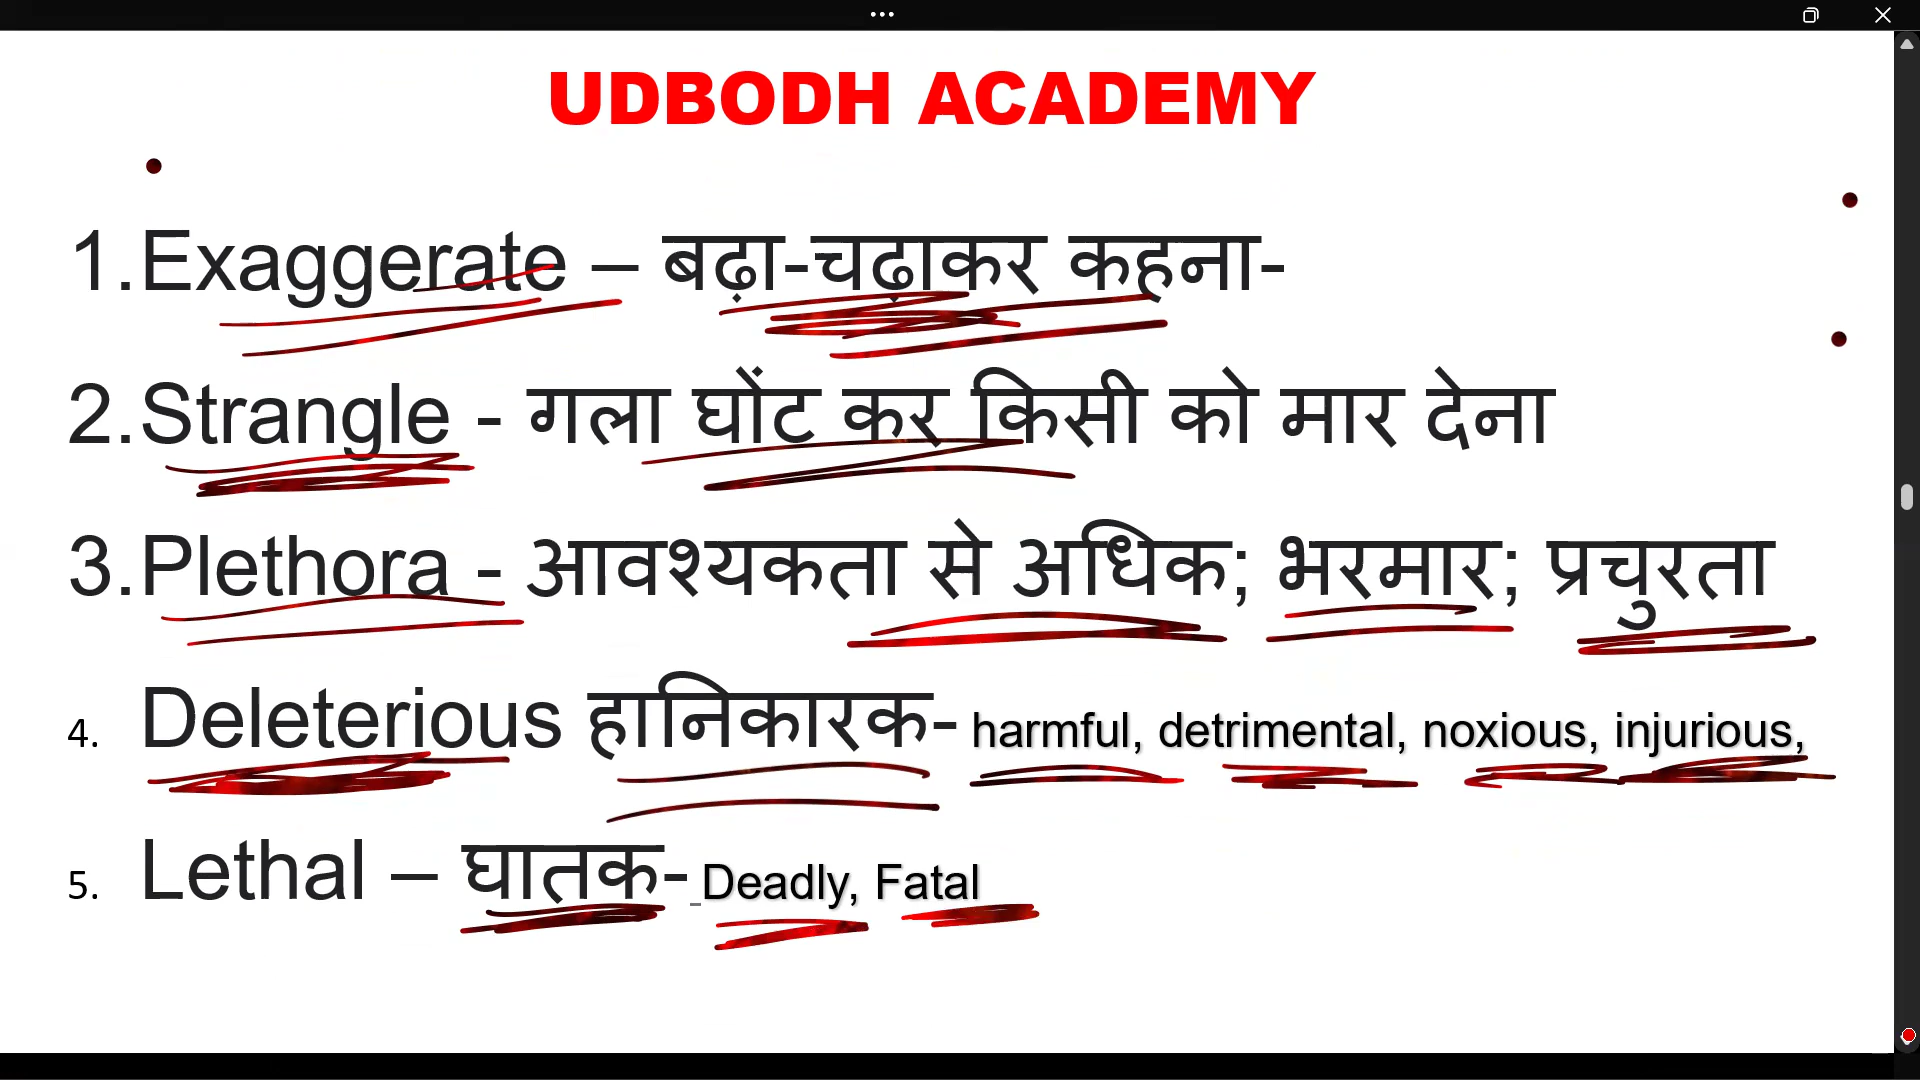 UDBODH ACADEMY
1.Exaggerate – बढ़ा-चढ़ाकर कहना-
2.Strangle - गला घोंट कर किसी को मार देना
3.Plethora - आवश्यकता से अधिक; भरमार; प्रचुरता
4. Deleterious हानिकारक- harmful, detrimental, noxious, injurious,
5. Lethal – घातक- Deadly, Fatal